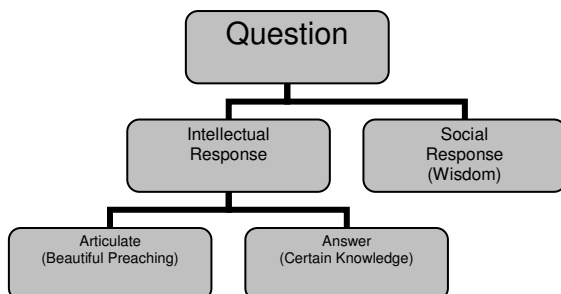 Question
Intellectual
Response
Social
Response
(Wisdom)
Articulate
(Beautiful Preaching)
Answer
(Certain Knowledge)